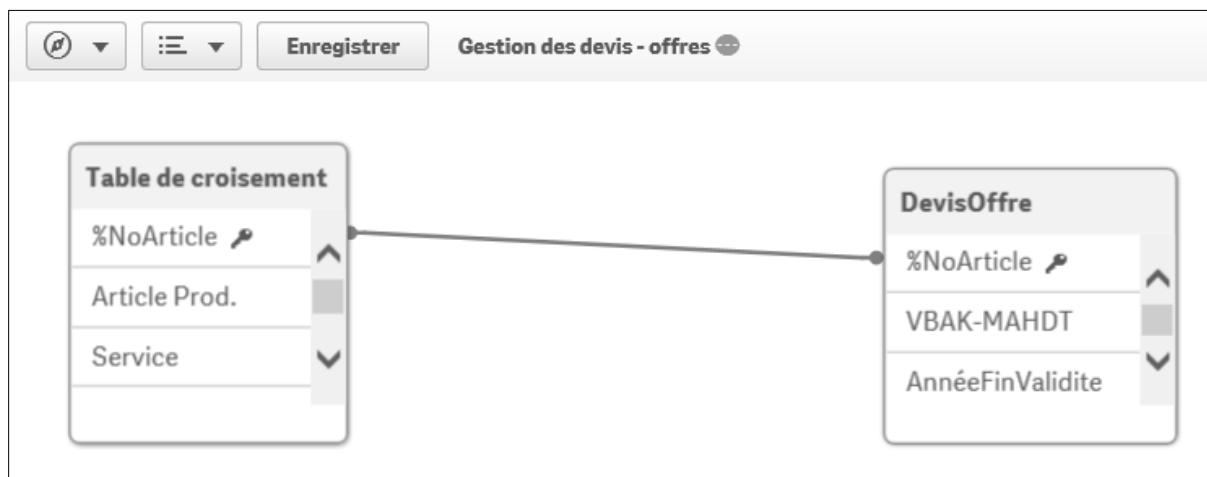 Enregistrer
Gestion des devis - offres
Table de croisement
%NoArticle
Article Prod.
Service
DevisOffre
%NoArticle
VBAK-MAHDT
AnnéeFinValidite